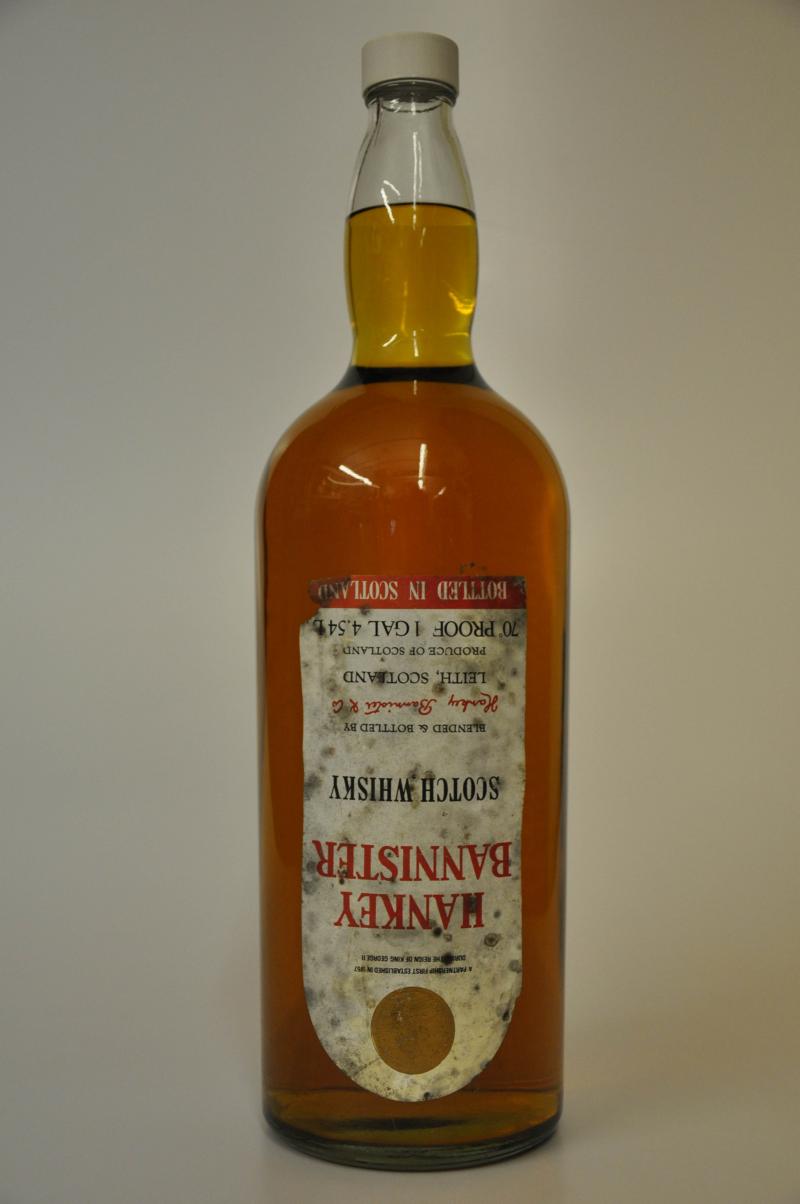 A PARTNERSHIP FIRST ESTABLISHED IN 1857
DURING THE REIGN OF KING GEORGE II
HANKEY
BANNISTER
SCOTCH WHISKY
BLENDED & BOTTLED BY
Hankey Bannister & Co
LEITH, SCOTLAND
PRODUCE OF SCOTLAND
70° PROOF 1 GAL 4.54 L
BOTTLED IN SCOTLAND